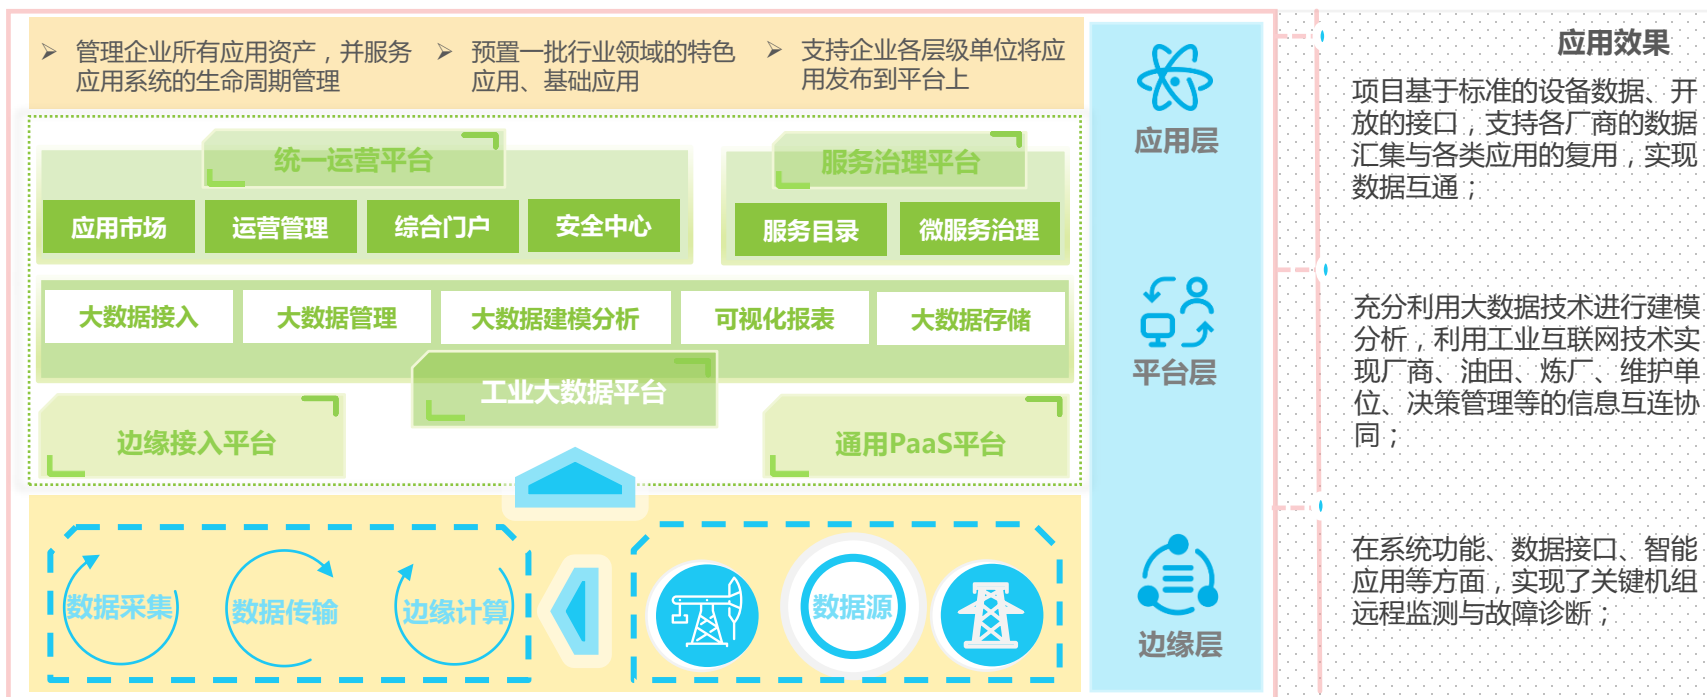 管理企业所有应用资产，并服务
应用系统的生命周期管理
预置一批行业领域的特色
应用、基础应用
支持企业各层级单位将应
用发布到平台上
应用层
统一运营平台
服务治理平台
应用市场
运营管理
综合门户
安全中心
服务目录
微服务治理
大数据接入
大数据管理
大数据建模分析
可视化报表
大数据存储
平台层
工业大数据平台
边缘接入平台
通用PaaS平台
数据采集
数据传输
边缘计算
数据源
边缘层
应用效果
项目基于标准的设备数据、开
放的接口，支持各厂商的数据
汇集与各类应用的复用，实现
数据互通；
充分利用大数据技术进行建模
分析，利用工业互联网技术实
现厂商、油田、炼厂、维护单
位、决策管理等的信息互连协
同；
在系统功能、数据接口、智能
应用等方面，实现了关键机组
远程监测与故障诊断；